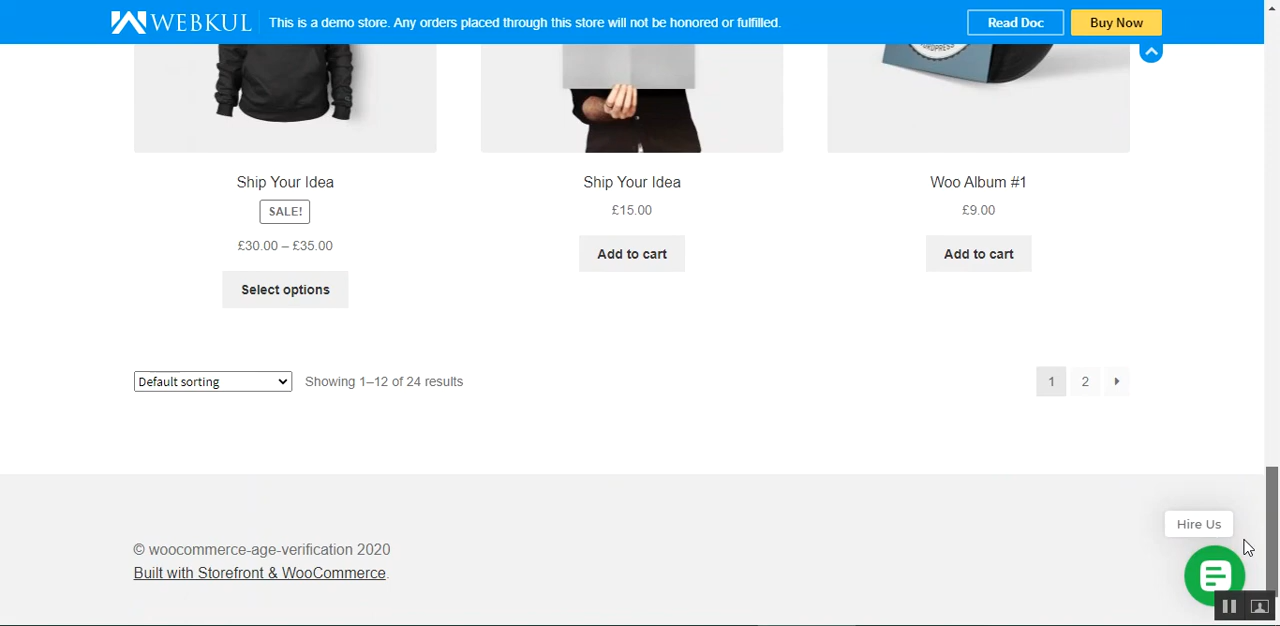 WEBKUL
This is a demo store. Any orders placed through this store will not be honored or fulfilled.
Read Doc
Buy Now
WORDPRESS
Ship Your Idea
SALE!
£30.00 – £35.00
Select options
Ship Your Idea
£15.00
Add to cart
Woo Album #1
£9.00
Add to cart
Default sorting
Showing 1–12 of 24 results
1
2
Hire Us
© woocommerce-age-verification 2020
Built with Storefront & WooCommerce.